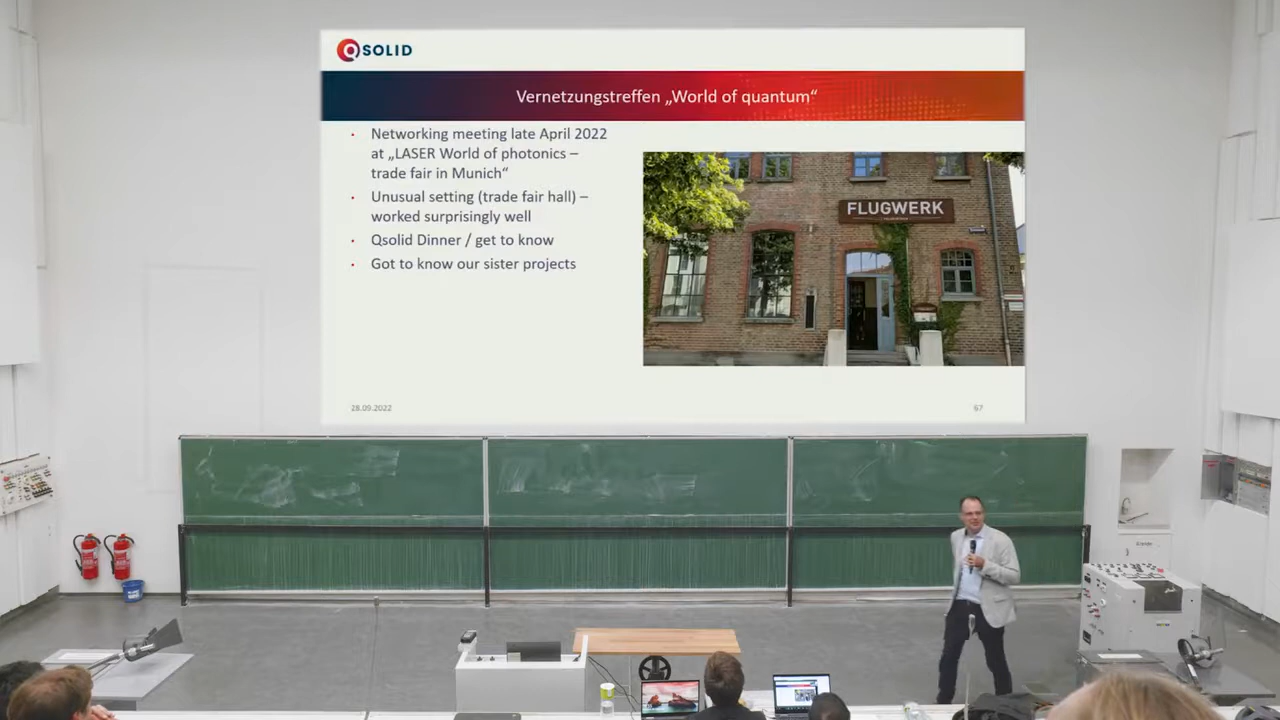 QSOLID
Vernetzungstreffen „World of quantum“
Networking meeting late April 2022
at „LASER World of photonics –
trade fair in Munich“
Unusual setting (trade fair hall) –
worked surprisingly well
Qsolid Dinner / get to know
Got to know our sister projects
FLUGWERK
28.09.2022
67